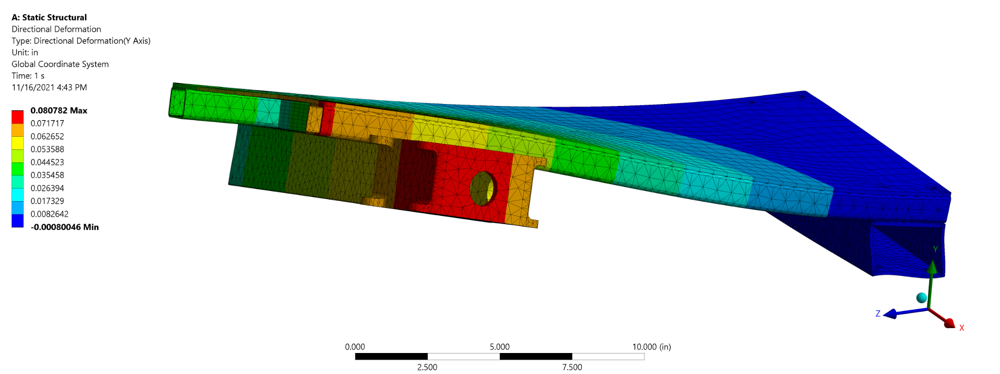 A: Static Structural
Directional Deformation
Type: Directional Deformation(Y Axis)
Unit: in
Global Coordinate System
Time: 1 s
11/16/2021 4:43 PM
0.080782 Max
0.071717
0.062652
0.053588
0.044523
0.035458
0.026394
0.017329
0.0082642
-0.00080046 Min
Y
Z
X
0.000 5.000 10.000 (in)
2.500 7.500